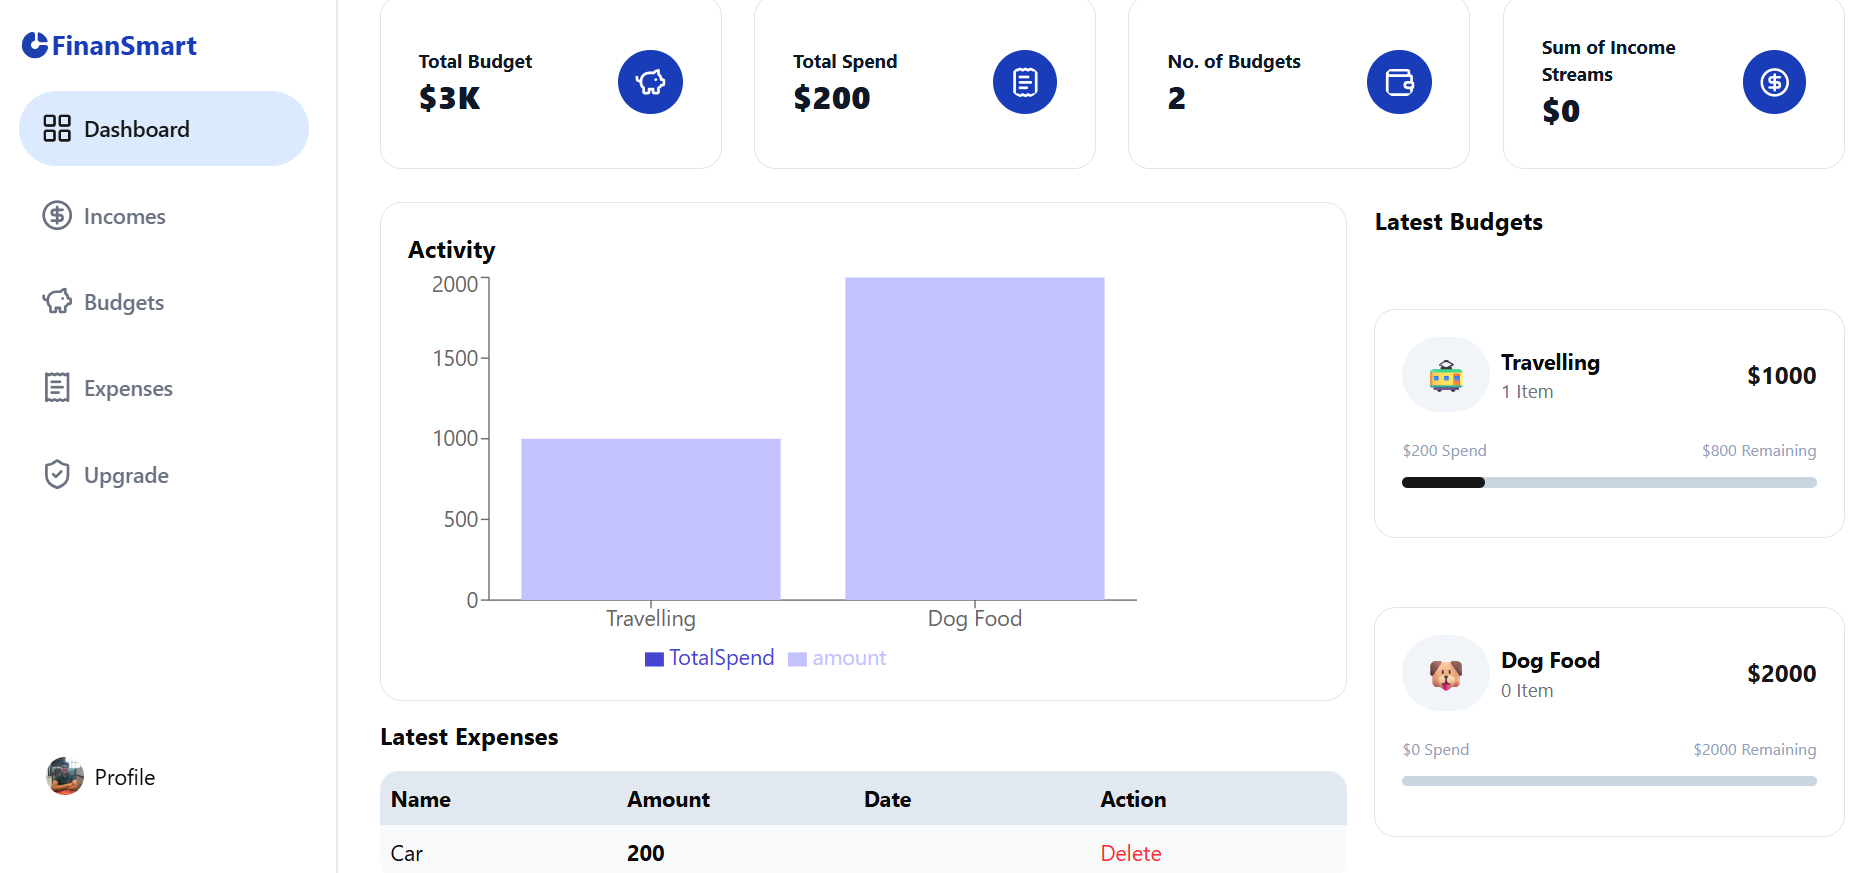 FinanSmart
Dashboard
Incomes
Budgets
Expenses
Upgrade
Profile
Total Budget
$3K
Total Spend
$200
No. of Budgets
2
Sum of Income
Streams
$0
Activity
2000
1500
1000
500
0
Travelling
Dog Food
TotalSpend
amount
Latest Budgets
Travelling
1 Item
$1000
$200 Spend
$800 Remaining
Dog Food
0 Item
$2000
$0 Spend
$2000 Remaining
Latest Expenses
Name Amount Date Action
Car 200 Delete